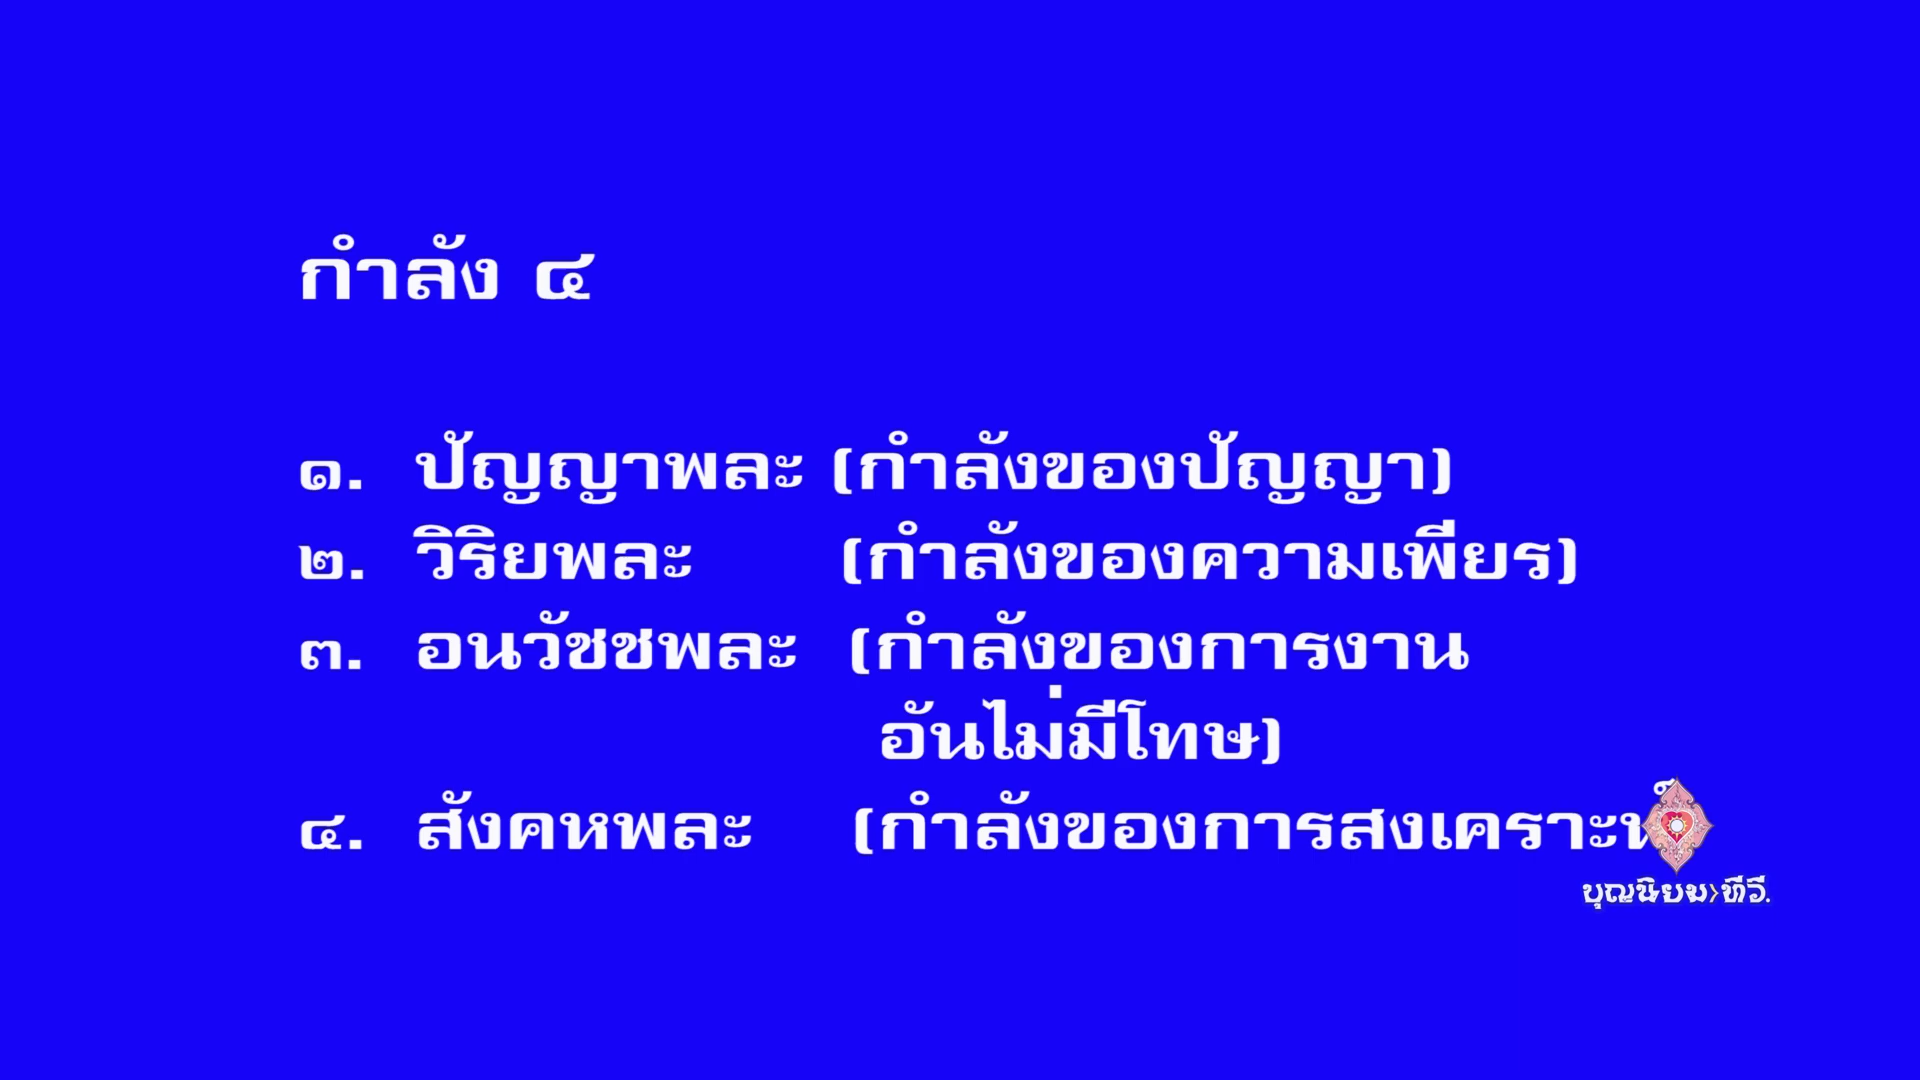 กำลัง ๔
๑. ปัญญาพละ (กำลังของปัญญา)
๒. วิริยพละ (กำลังของความเพียร)
๓. อนวัชชพละ (กำลังของการงาน
อันไม่มีโทษ)
๔. สังคหพละ (กำลังของการสงเคราะห์
บุญนิยมทีวี.